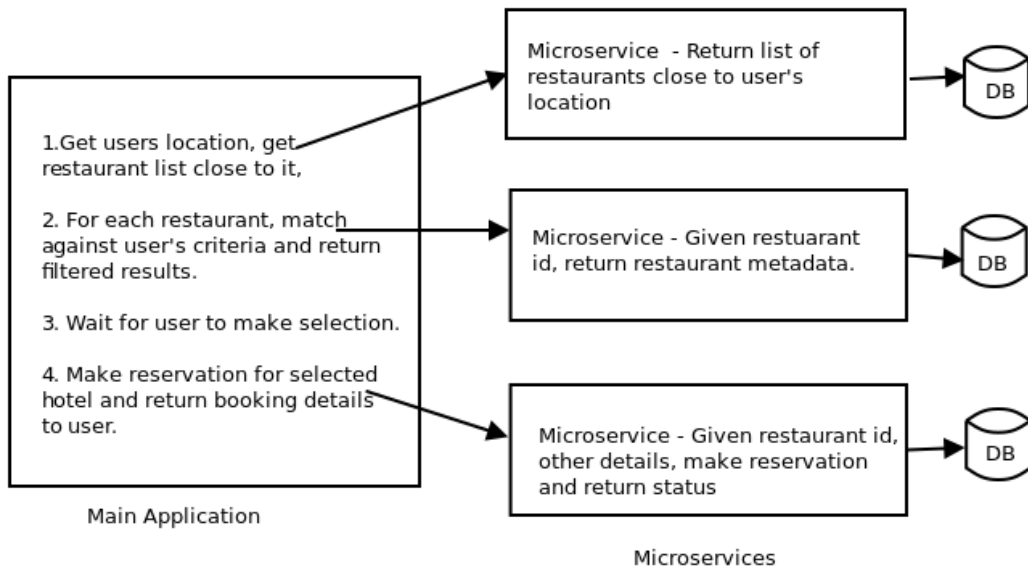 1.Get users location, get
restaurant list close to it,
2. For each restaurant, match
against user's criteria and return
filtered results.
3. Wait for user to make selection.
4. Make reservation for selected
hotel and return booking details
to user.
Main Application
Microservice  - Return list of
restaurants close to user's
location
DB
Microservice - Given restuarant
id, return restaurant metadata.
DB
Microservice - Given restaurant id,
other details, make reservation
and return status
DB
Microservices